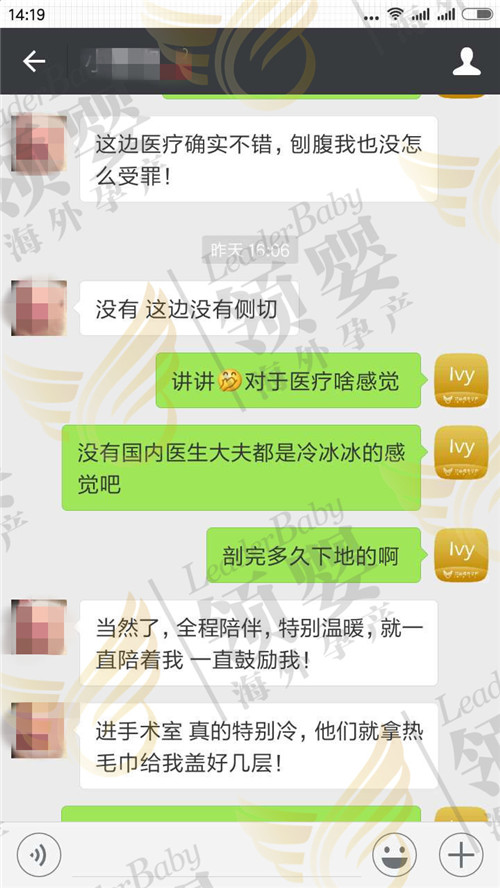 14:19
这边医疗确实不错，刨腹我也没怎
么受罪！
昨天 16:06
没有 这边没有侧切
讲讲🤭对于医疗啥感觉
Ivy
没有国内医生大夫都是冷冰冰的感
觉吧
Ivy
剖完多久下地的啊
Ivy
当然了，全程陪伴，特别温暖，就一
直陪着我 一直鼓励我！
进手术室 真的特别冷，他们就拿热
毛巾给我盖好几层！
Ivy
LeaderBaby
领婴
海外孕产